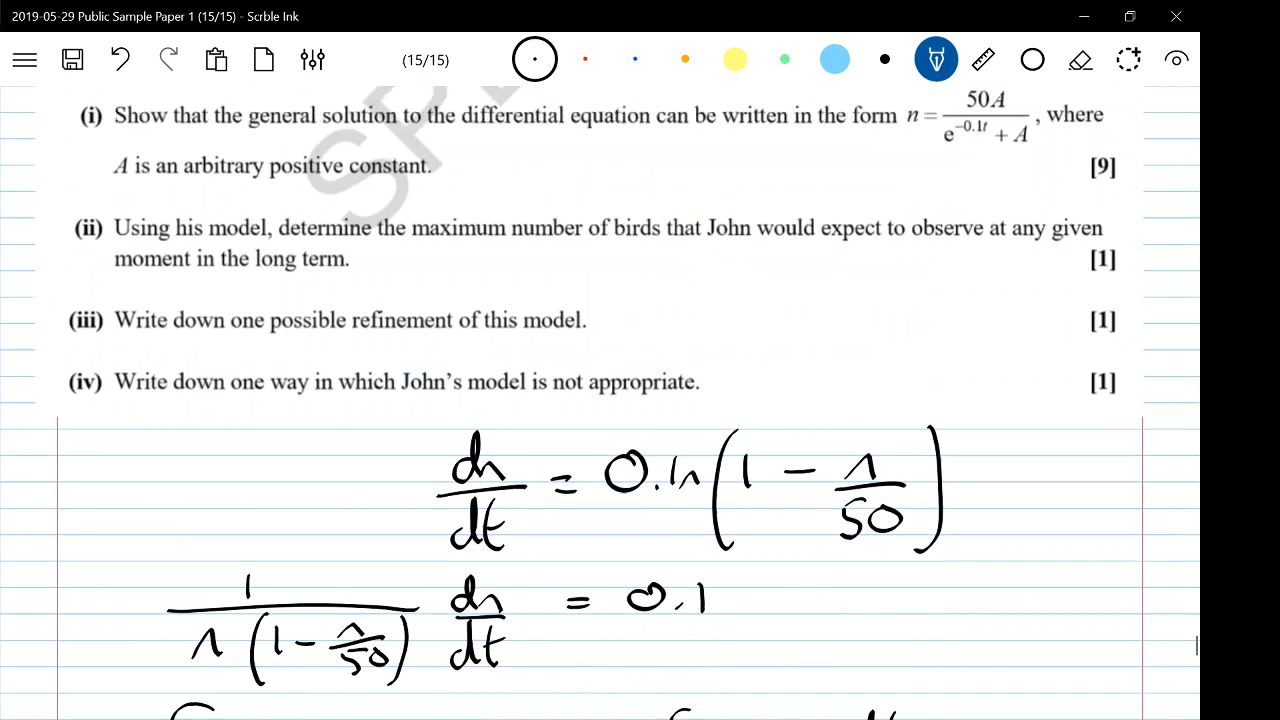 2019-05-29 Public Sample Paper 1 (15/15) - Scrble Ink
(15/15)
(i) Show that the general solution to the differential equation can be written in the form n = 50A / (e^{-0.1t} + A), where
A is an arbitrary positive constant. [9]
(ii) Using his model, determine the maximum number of birds that John would expect to observe at any given
moment in the long term. [1]
(iii) Write down one possible refinement of this model. [1]
(iv) Write down one way in which John's model is not appropriate. [1]
dn/dt = 0.1n(1 - n/50)
1/(n(1 - n/50)) dn/dt = 0.1